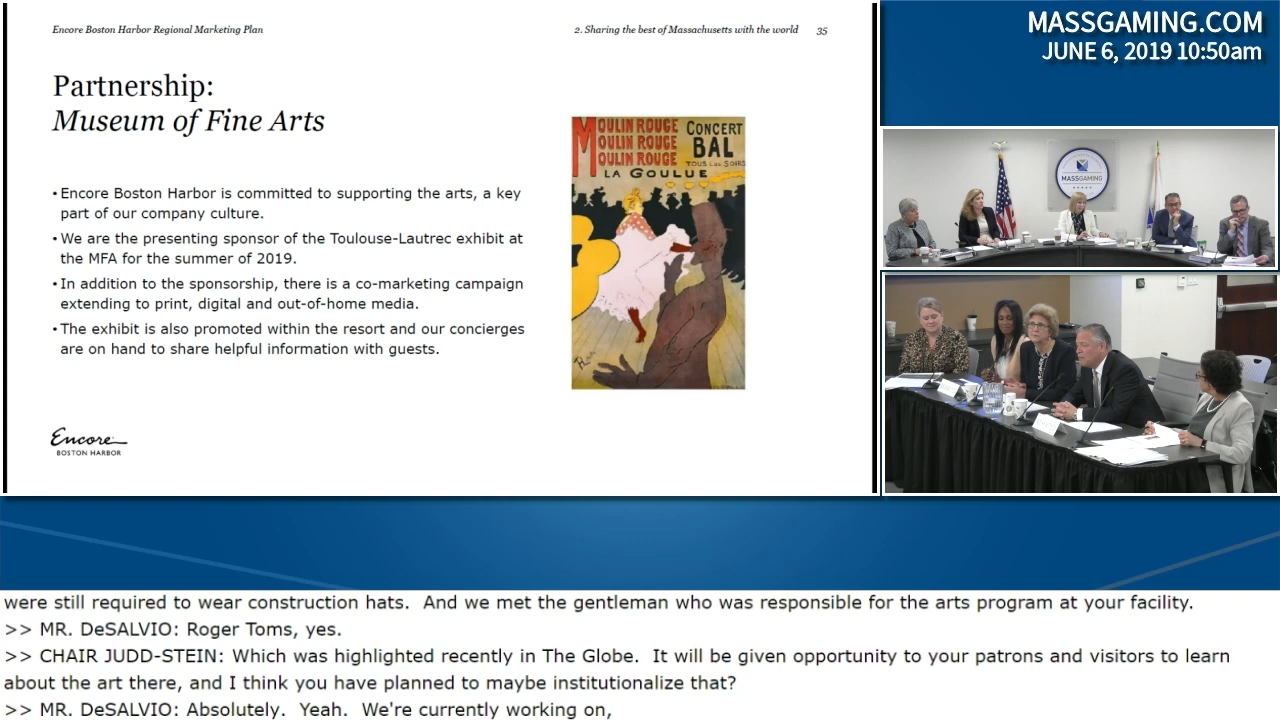 Encore Boston Harbor Regional Marketing Plan
2. Sharing the best of Massachusetts with the world 35
MASSGAMING.COM
JUNE 6, 2019 10:50am
Partnership:
Museum of Fine Arts
MOULIN ROUGE CONCERT
MOULIN ROUGE BAL
MOULIN ROUGE TOUS LES SOIRS
LA GOULUE
MASSGAMING
• Encore Boston Harbor is committed to supporting the arts, a key
part of our company culture.
• We are the presenting sponsor of the Toulouse-Lautrec exhibit at
the MFA for the summer of 2019.
• In addition to the sponsorship, there is a co-marketing campaign
extending to print, digital and out-of-home media.
• The exhibit is also promoted within the resort and our concierges
are on hand to share helpful information with guests.
Encore
BOSTON HARBOR
were still required to wear construction hats.  And we met the gentleman who was responsible for the arts program at your facility.
>> MR. DeSALVIO: Roger Toms, yes.
>> CHAIR JUDD-STEIN: Which was highlighted recently in The Globe.  It will be given opportunity to your patrons and visitors to learn
about the art there, and I think you have planned to maybe institutionalize that?
>> MR. DeSALVIO: Absolutely.  Yeah.  We're currently working on,